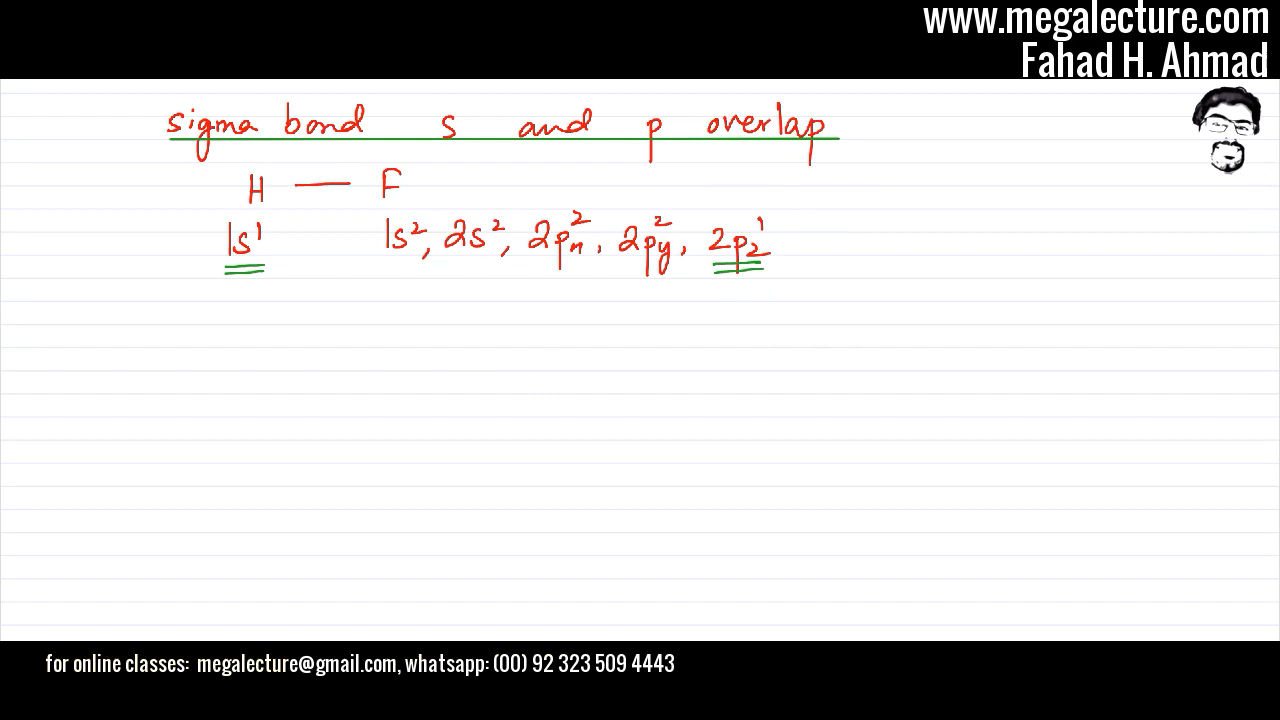 www.megalecture.com
Fahad H. Ahmad
sigma bond s and p overlap
H — F
1s¹ 1s², 2s², 2pₓ², 2py², 2pz¹
for online classes: megalecture@gmail.com, whatsapp: (00) 92 323 509 4443